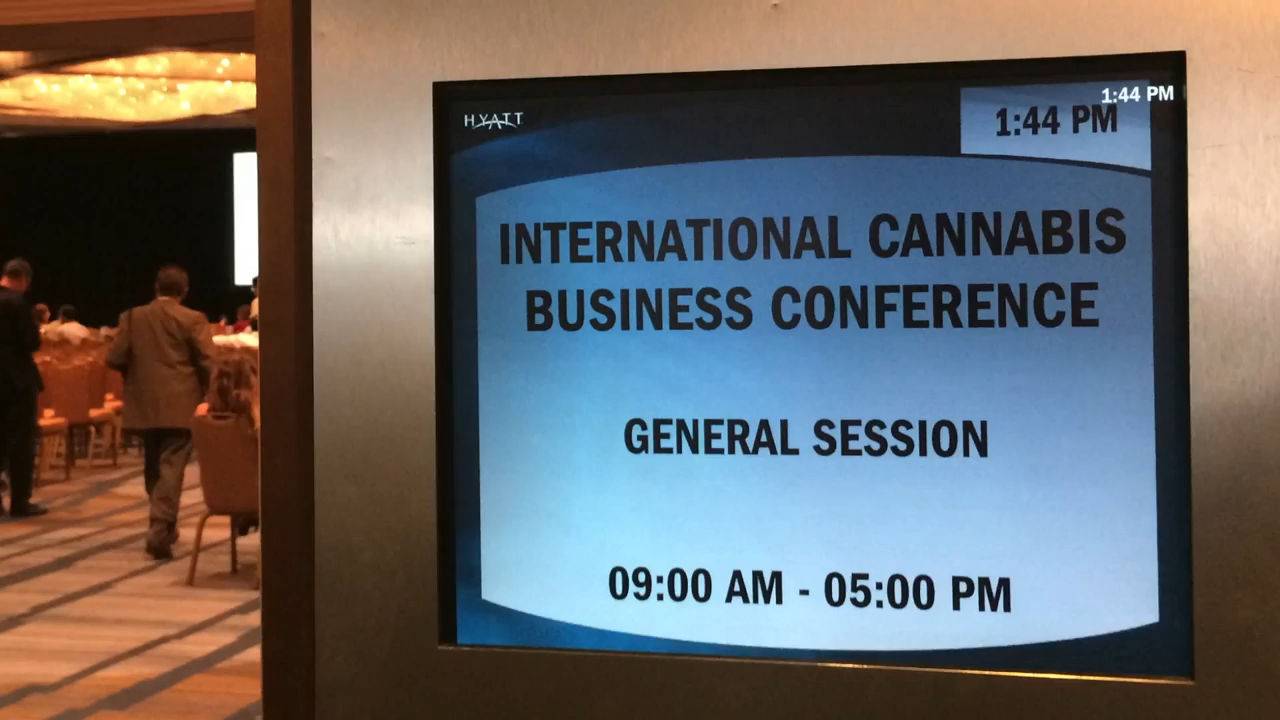 HYATT
1:44 PM
1:44 PM
INTERNATIONAL CANNABIS
BUSINESS CONFERENCE
GENERAL SESSION
09:00 AM - 05:00 PM